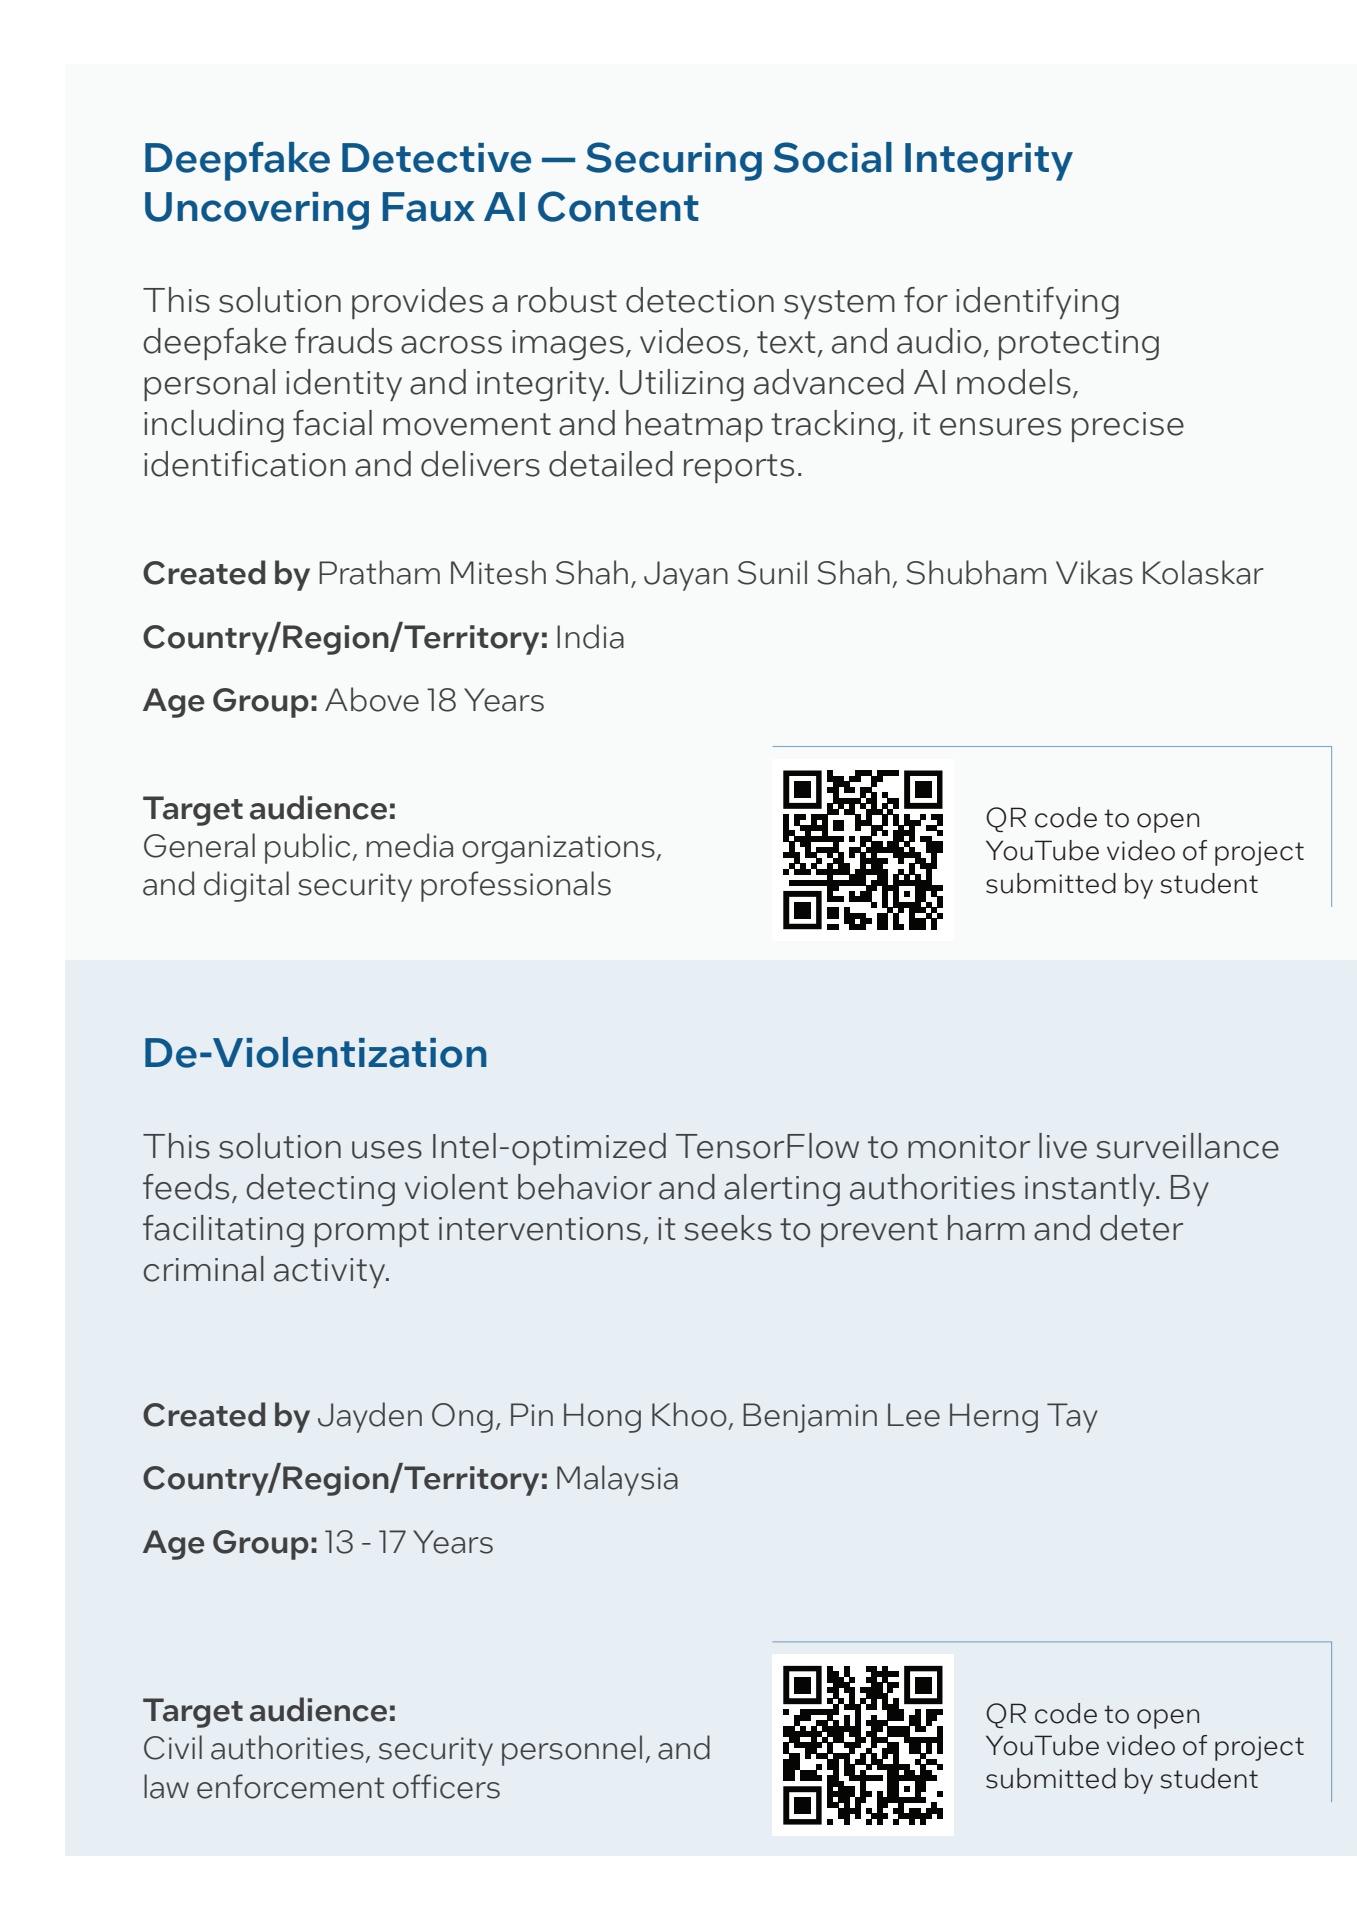 Deepfake Detective — Securing Social Integrity
Uncovering Faux AI Content
This solution provides a robust detection system for identifying
deepfake frauds across images, videos, text, and audio, protecting
personal identity and integrity. Utilizing advanced AI models,
including facial movement and heatmap tracking, it ensures precise
identification and delivers detailed reports.
Created by Pratham Mitesh Shah, Jayan Sunil Shah, Shubham Vikas Kolaskar
Country/Region/Territory: India
Age Group: Above 18 Years
Target audience:
General public, media organizations,
and digital security professionals
QR code to open
YouTube video of project
submitted by student
De-Violentization
This solution uses Intel-optimized TensorFlow to monitor live surveillance
feeds, detecting violent behavior and alerting authorities instantly. By
facilitating prompt interventions, it seeks to prevent harm and deter
criminal activity.
Created by Jayden Ong, Pin Hong Khoo, Benjamin Lee Herng Tay
Country/Region/Territory: Malaysia
Age Group: 13 - 17 Years
Target audience:
Civil authorities, security personnel, and
law enforcement officers
QR code to open
YouTube video of project
submitted by student